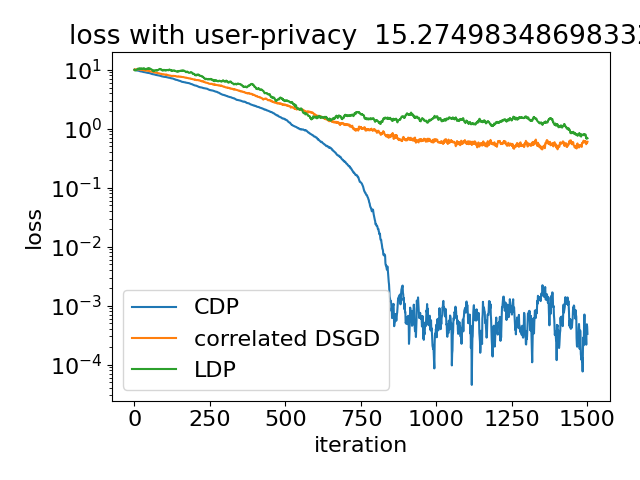 loss with user-privacy 15.2749834869833
loss
10¹
10⁰
10⁻¹
10⁻²
10⁻³
10⁻⁴
CDP
correlated DSGD
LDP
0 250 500 750 1000 1250 1500
iteration